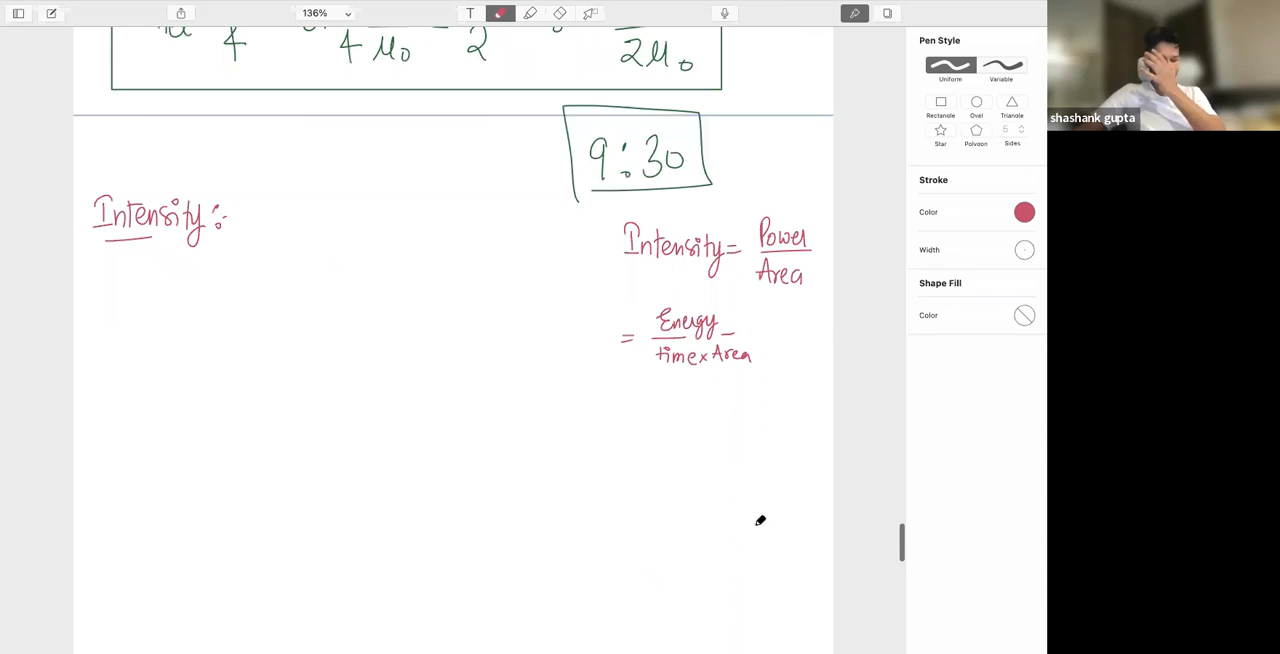 136%
T
4 4 μ₀ 2 2μ₀
9:30
Intensity :-
Intensity = Power / Area
= Energy / time × Area
Pen Style
Uniform Variable
Rectangle Oval Triangle
5
Star Polygon Sides
Stroke
Color
Width
Shape Fill
Color
shashank gupta